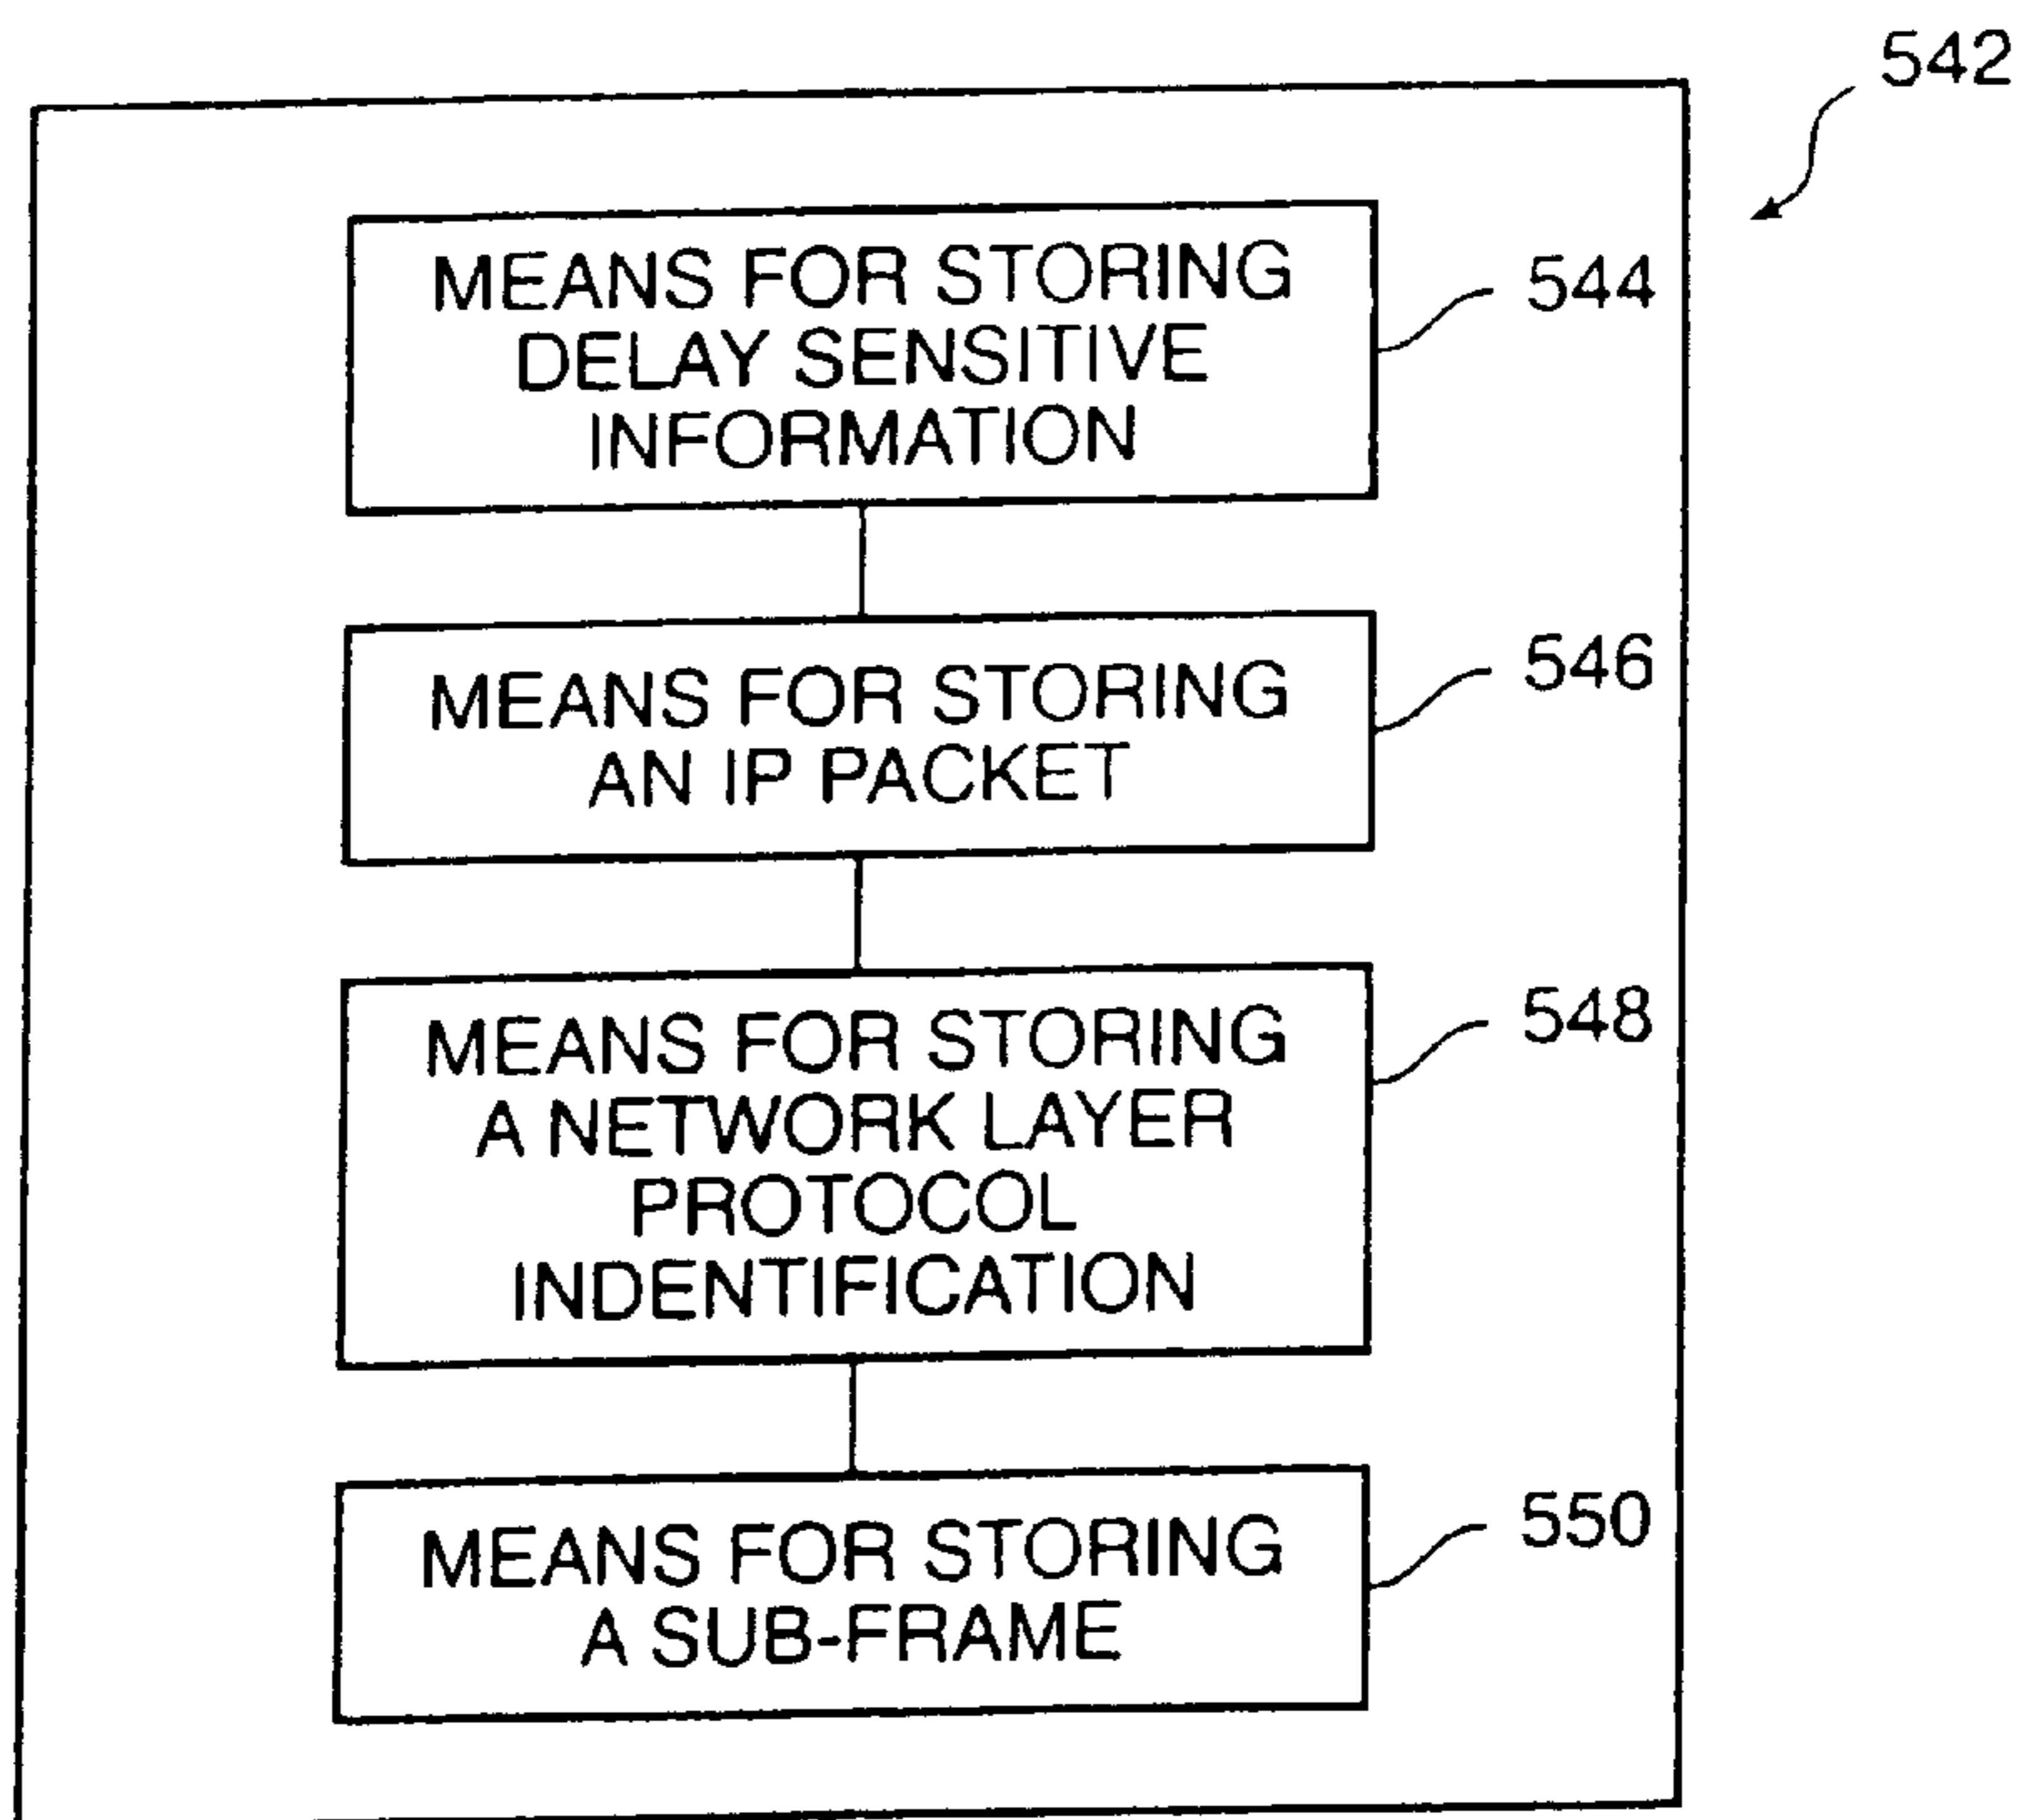 542
MEANS FOR STORING
DELAY SENSITIVE
INFORMATION
544
MEANS FOR STORING
AN IP PACKET
546
MEANS FOR STORING
A NETWORK LAYER
PROTOCOL
INDENTIFICATION
548
MEANS FOR STORING
A SUB-FRAME
550